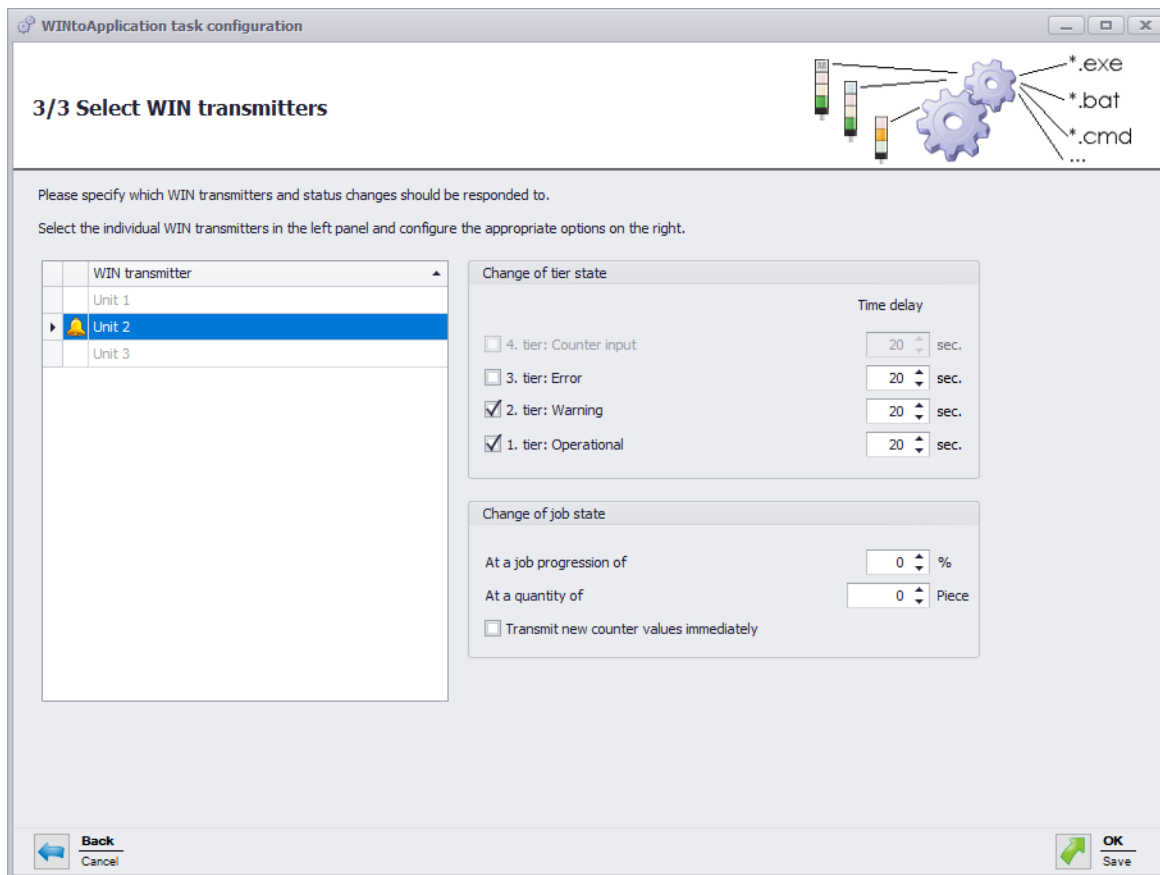 WINtoApplication task configuration
3/3 Select WIN transmitters
*.exe
*.bat
*.cmd
...
Please specify which WIN transmitters and status changes should be responded to.
Select the individual WIN transmitters in the left panel and configure the appropriate options on the right.
WIN transmitter
Unit 1
Unit 2
Unit 3
Change of tier state
Time delay
4. tier: Counter input 20 sec.
3. tier: Error 20 sec.
2. tier: Warning 20 sec.
1. tier: Operational 20 sec.
Change of job state
At a job progression of 0 %
At a quantity of 0 Piece
Transmit new counter values immediately
Back
Cancel
OK
Save